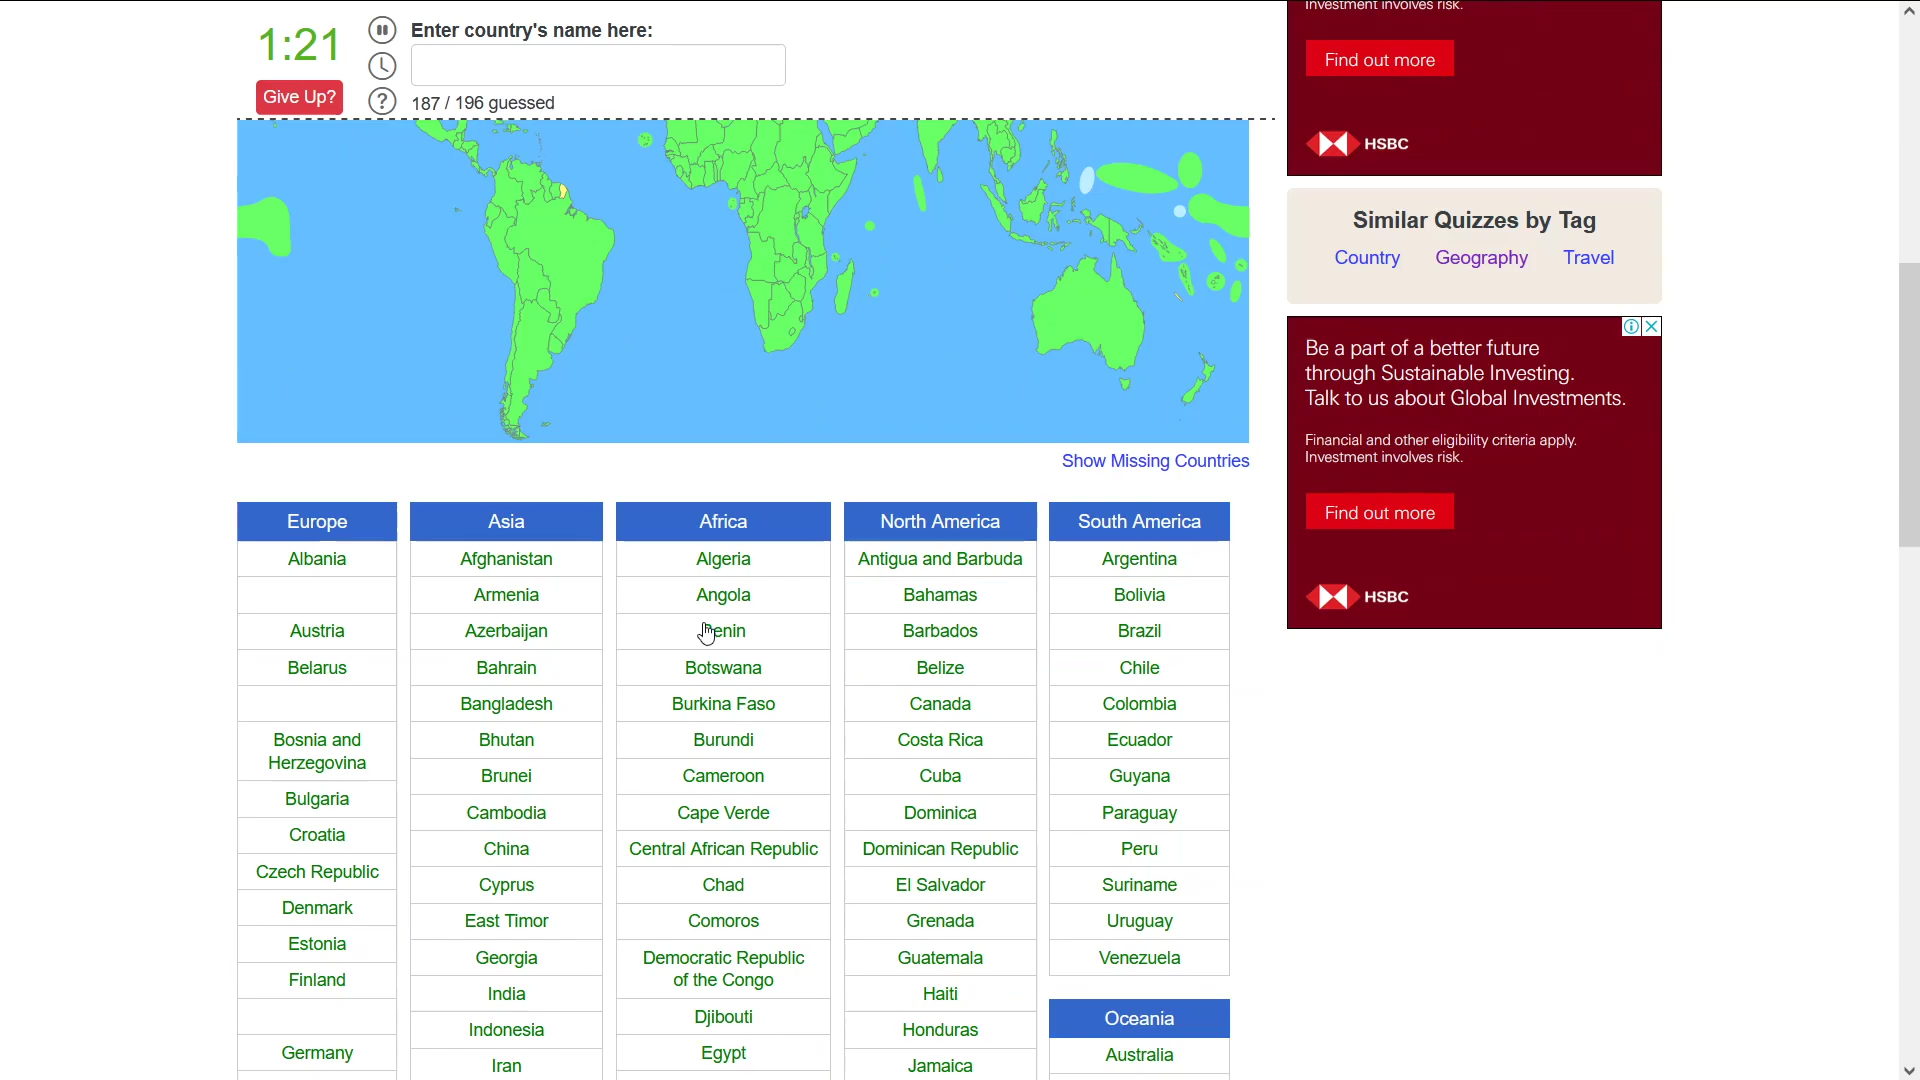 1:21
Give Up?
Enter country's name here:
187 / 196 guessed
Investment involves risk.
Find out more
HSBC
Similar Quizzes by Tag
Country Geography Travel
Be a part of a better future
through Sustainable Investing.
Talk to us about Global Investments.
Financial and other eligibility criteria apply.
Investment involves risk.
Find out more
HSBC
Show Missing Countries
Europe
Albania
Austria
Belarus
Bosnia and
Herzegovina
Bulgaria
Croatia
Czech Republic
Denmark
Estonia
Finland
Germany
Asia
Afghanistan
Armenia
Azerbaijan
Bahrain
Bangladesh
Bhutan
Brunei
Cambodia
China
Cyprus
East Timor
Georgia
India
Indonesia
Iran
Africa
Algeria
Angola
Benin
Botswana
Burkina Faso
Burundi
Cameroon
Cape Verde
Central African Republic
Chad
Comoros
Democratic Republic
of the Congo
Djibouti
Egypt
North America
Antigua and Barbuda
Bahamas
Barbados
Belize
Canada
Costa Rica
Cuba
Dominica
Dominican Republic
El Salvador
Grenada
Guatemala
Haiti
Honduras
Jamaica
South America
Argentina
Bolivia
Brazil
Chile
Colombia
Ecuador
Guyana
Paraguay
Peru
Suriname
Uruguay
Venezuela
Oceania
Australia